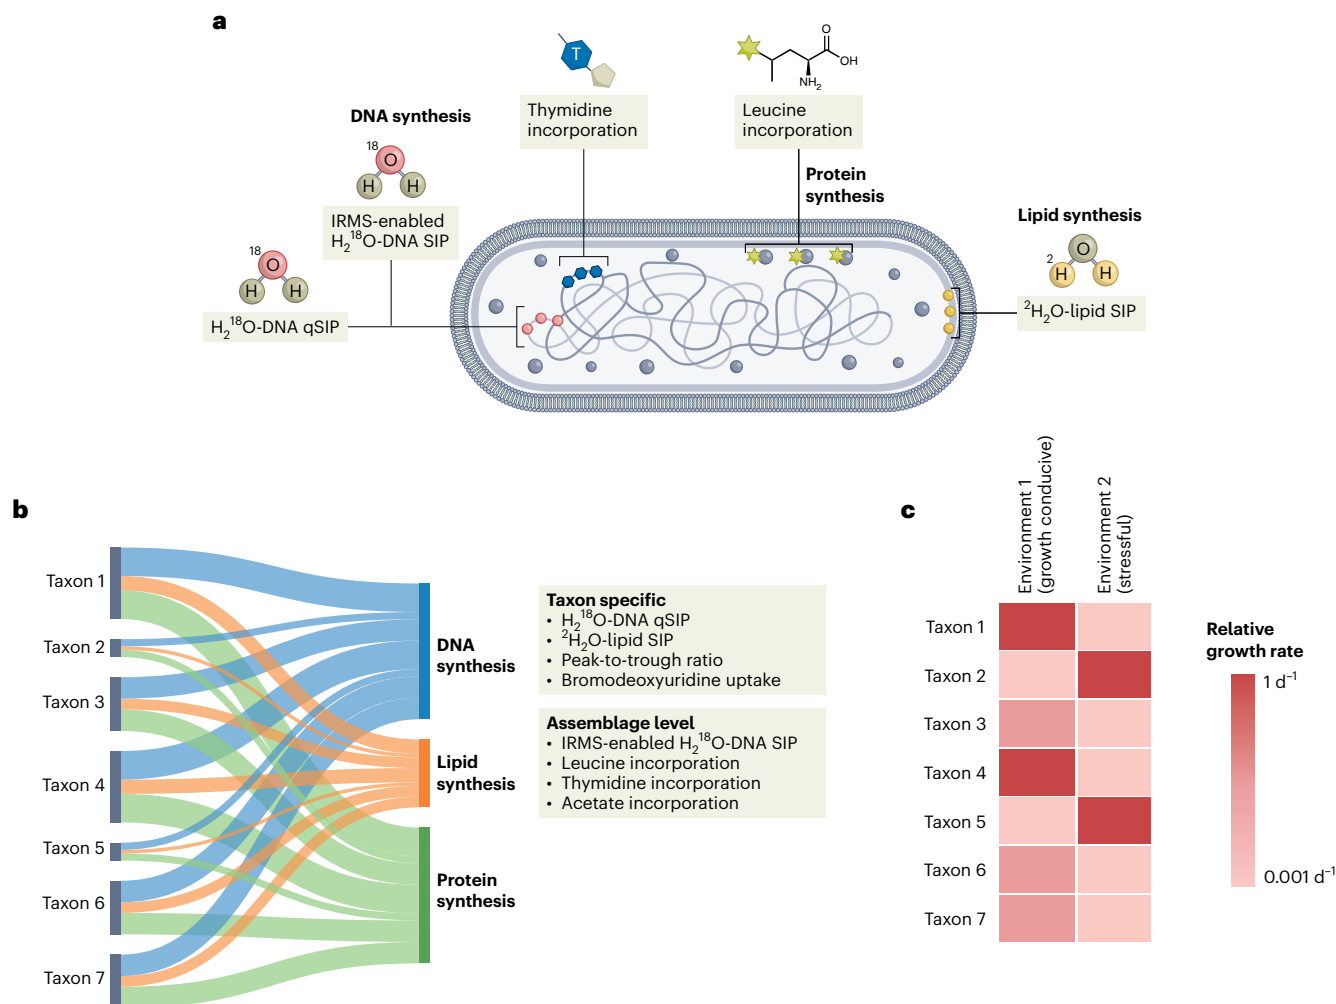 a
T
O
OH
NH2
Thymidine
incorporation
Leucine
incorporation
DNA synthesis
18
O
H
H
IRMS-enabled
H2 18O-DNA SIP
Protein
synthesis
Lipid synthesis
O
2
H
H
2H2O-lipid SIP
18
O
H
H
H2 18O-DNA qSIP
b
Taxon 1
Taxon 2
Taxon 3
Taxon 4
Taxon 5
Taxon 6
Taxon 7
DNA
synthesis
Lipid
synthesis
Protein
synthesis
Taxon specific
• H2 18O-DNA qSIP
• 2H2O-lipid SIP
• Peak-to-trough ratio
• Bromodeoxyuridine uptake
Assemblage level
• IRMS-enabled H2 18O-DNA SIP
• Leucine incorporation
• Thymidine incorporation
• Acetate incorporation
c
Environment 1
(growth conducive)
Environment 2
(stressful)
Taxon 1
Taxon 2
Taxon 3
Taxon 4
Taxon 5
Taxon 6
Taxon 7
Relative
growth rate
1 d−1
0.001 d−1